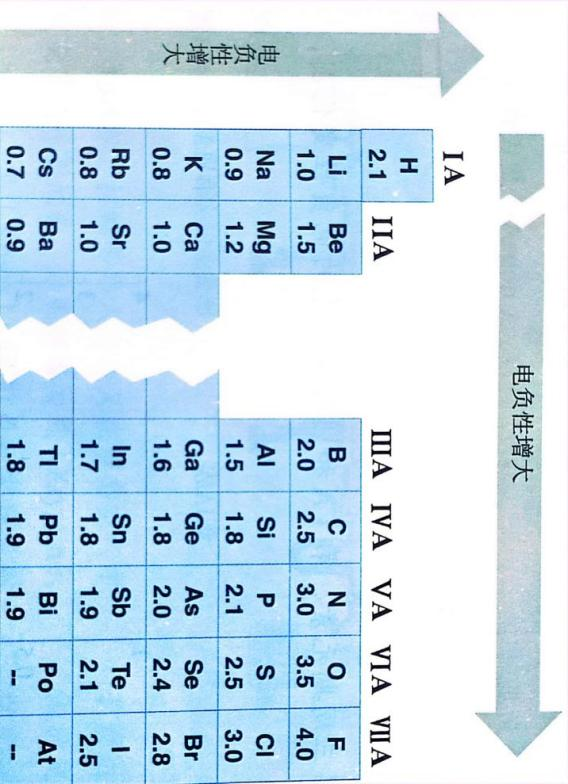 电负性增大
电负性增大
IA
IIA
IIIA IVA VA VIA VIIA
H
2.1
Li Be B C N O F
1.0 1.5 2.0 2.5 3.0 3.5 4.0
Na Mg Al Si P S Cl
0.9 1.2 1.5 1.8 2.1 2.5 3.0
K Ca Ga Ge As Se Br
0.8 1.0 1.6 1.8 2.0 2.4 2.8
Rb Sr In Sn Sb Te I
0.8 1.0 1.7 1.8 1.9 2.1 2.5
Cs Ba Tl Pb Bi Po At
0.7 0.9 1.8 1.9 1.9 -- --